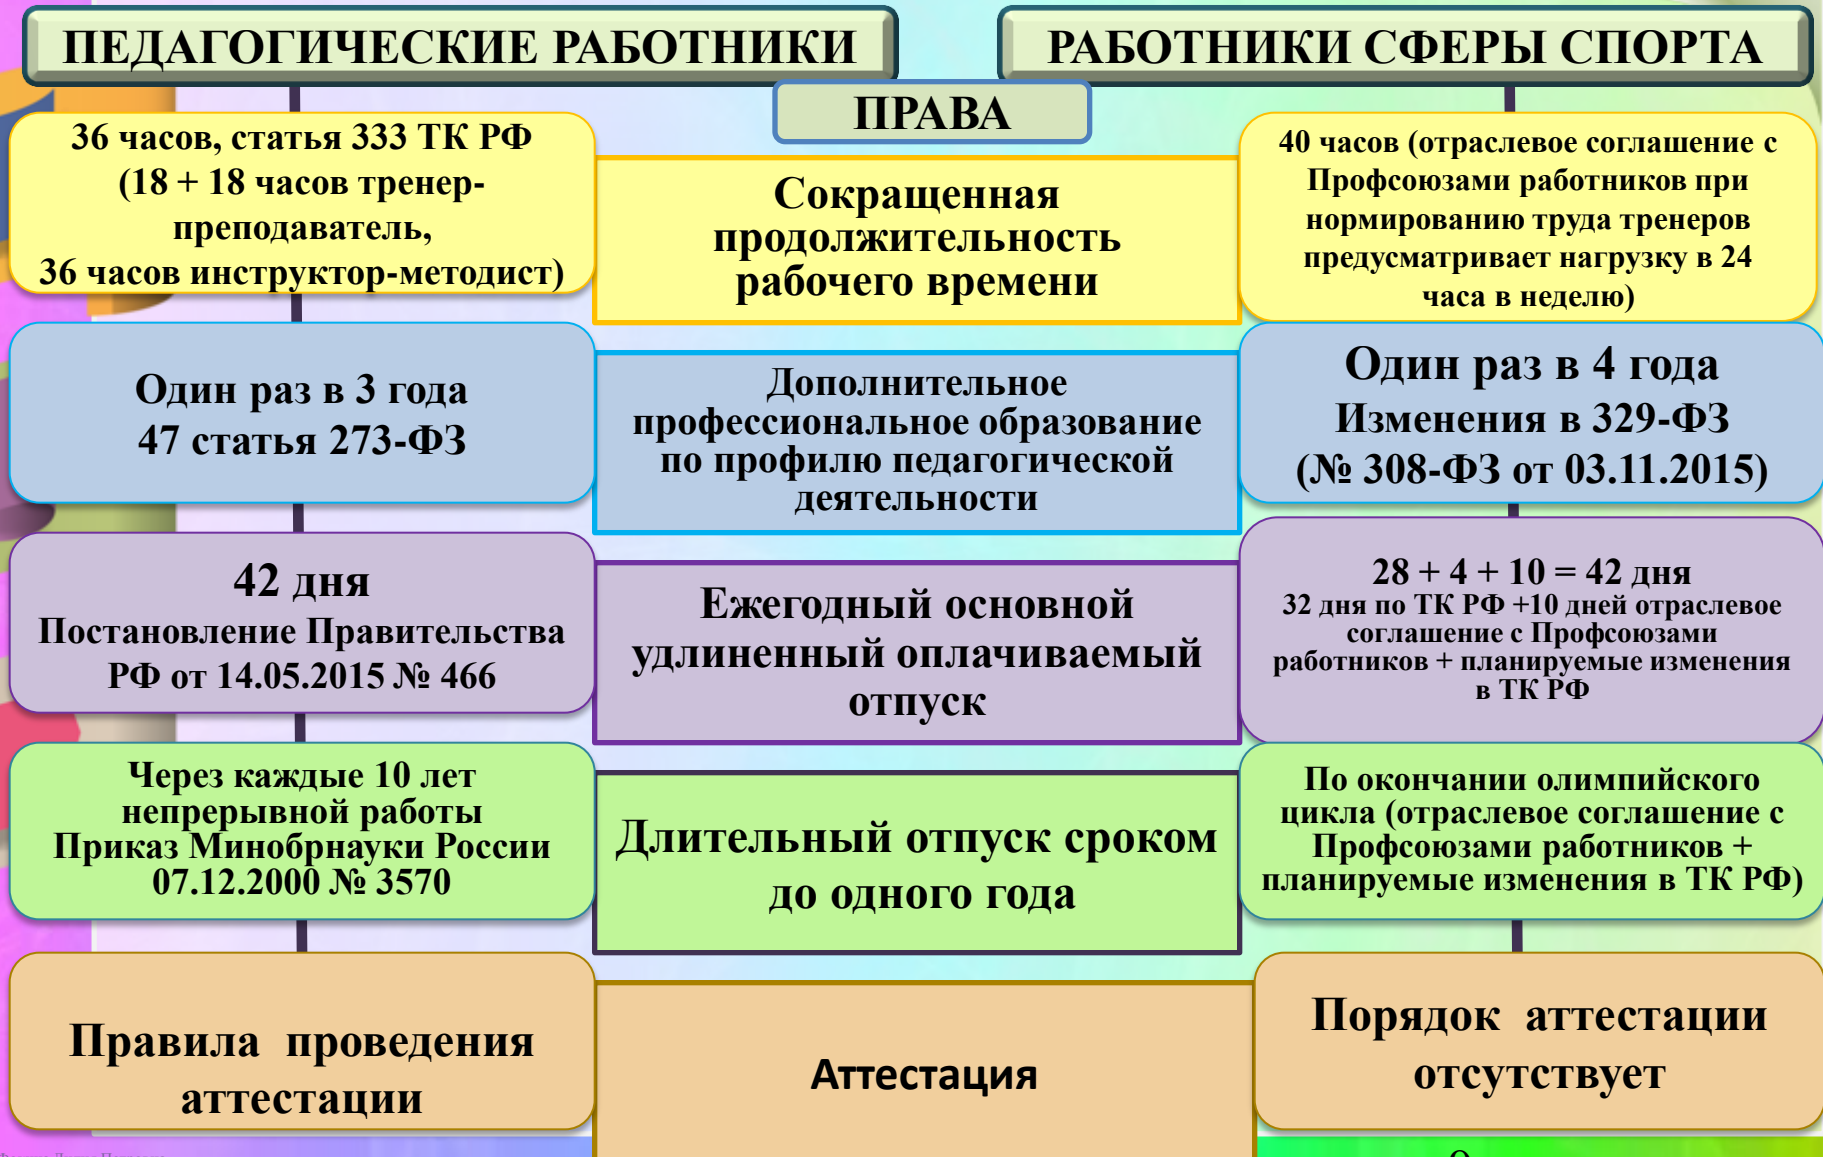 ПЕДАГОГИЧЕСКИЕ РАБОТНИКИ
РАБОТНИКИ СФЕРЫ СПОРТА
ПРАВА
36 часов, статья 333 ТК РФ
(18 + 18 часов тренер-
преподаватель,
36 часов инструктор-методист)
Сокращенная
продолжительность
рабочего времени
40 часов (отраслевое соглашение с
Профсоюзами работников при
нормированию труда тренеров
предусматривает нагрузку в 24
часа в неделю)
Один раз в 3 года
47 статья 273-ФЗ
Дополнительное
профессиональное образование
по профилю педагогической
деятельности
Один раз в 4 года
Изменения в 329-ФЗ
(№ 308-ФЗ от 03.11.2015)
42 дня
Постановление Правительства
РФ от 14.05.2015 № 466
Ежегодный основной
удлиненный оплачиваемый
отпуск
28 + 4 + 10 = 42 дня
32 дня по ТК РФ +10 дней отраслевое
соглашение с Профсоюзами
работников + планируемые изменения
в ТК РФ
Через каждые 10 лет
непрерывной работы
Приказ Минобрнауки России
07.12.2000 № 3570
Длительный отпуск сроком
до одного года
По окончании олимпийского
цикла (отраслевое соглашение с
Профсоюзами работников +
планируемые изменения в ТК РФ)
Правила проведения
аттестации
Аттестация
Порядок аттестации
отсутствует